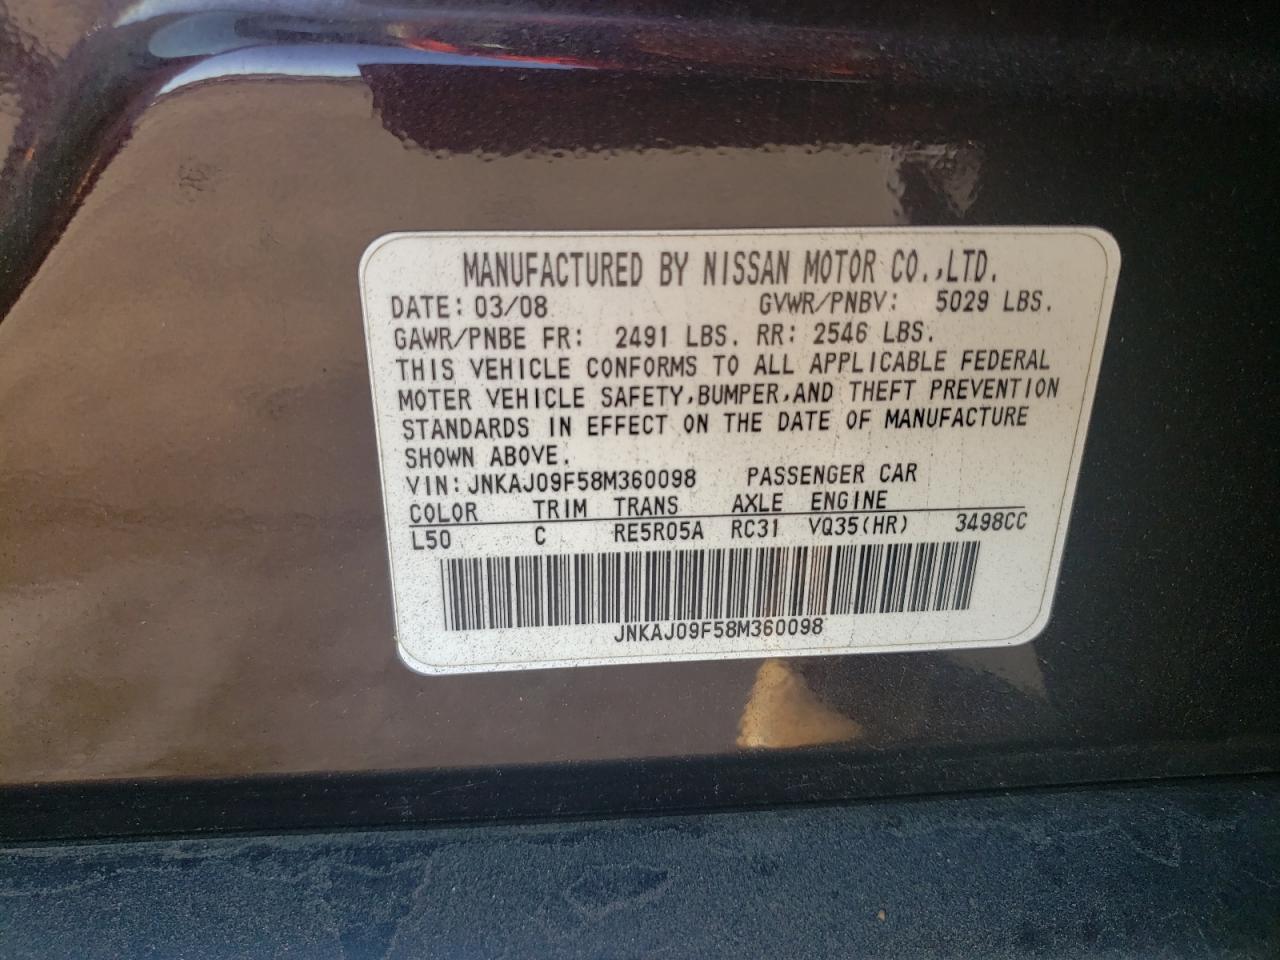 MANUFACTURED BY NISSAN MOTOR CO.,LTD.
DATE: 03/08 GVWR/PNBV: 5029 LBS.
GAWR/PNBE FR: 2491 LBS. RR: 2546 LBS.
THIS VEHICLE CONFORMS TO ALL APPLICABLE FEDERAL
MOTER VEHICLE SAFETY,BUMPER,AND THEFT PREVENTION
STANDARDS IN EFFECT ON THE DATE OF MANUFACTURE
SHOWN ABOVE.
VIN: JNKAJ09F58M360098 PASSENGER CAR
COLOR TRIM TRANS AXLE ENGINE
L50 C RE5R05A RC31 VQ35(HR) 3498CC
JNKAJ09F58M360098